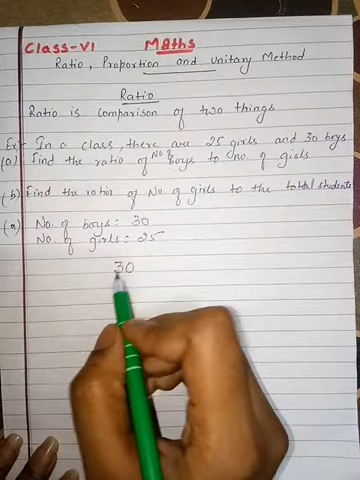 Class-VI Maths
Ratio, Proportion and Unitary Method
Ratio
Ratio is comparison of two things
Ex:- In a class, there are 25 girls and 30 boys
(a) Find the ratio of No. of boys to no. of girls
(b) Find the ratio of No of girls to the total students
(a) No. of boys = 30
No. of girls = 25
30